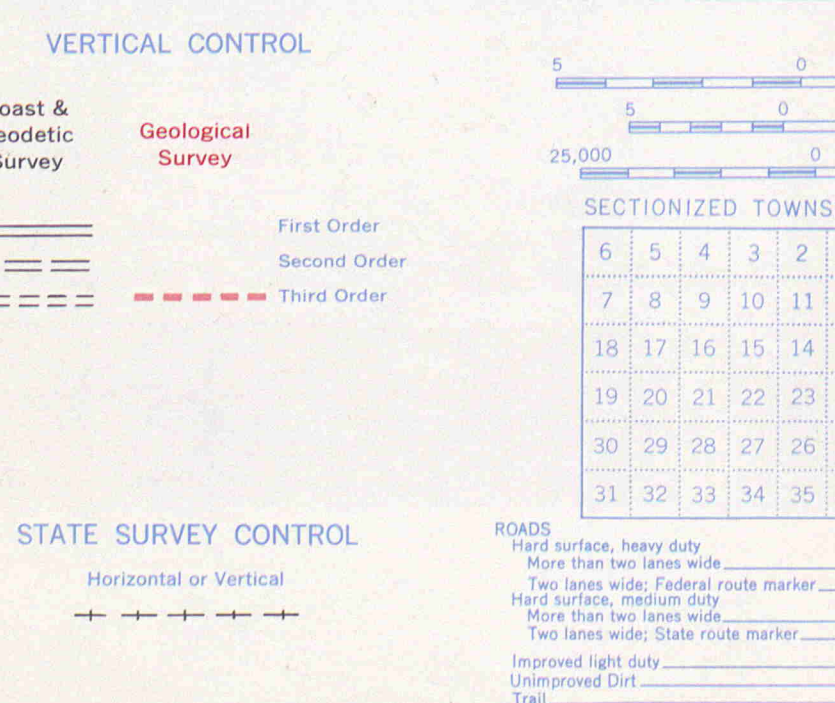 VERTICAL CONTROL
oast &
eodetic
Survey
Geological
Survey
First Order
Second Order
Third Order
STATE SURVEY CONTROL
Horizontal or Vertical
5 0
5 0
25,000 0
SECTIONIZED TOWNS
6 5 4 3 2
7 8 9 10 11
18 17 16 15 14
19 20 21 22 23
30 29 28 27 26
31 32 33 34 35
ROADS
Hard surface, heavy duty
More than two lanes wide
Two lanes wide; Federal route marker
Hard surface, medium duty
More than two lanes wide
Two lanes wide; State route marker
Improved light duty
Unimproved Dirt
Trail